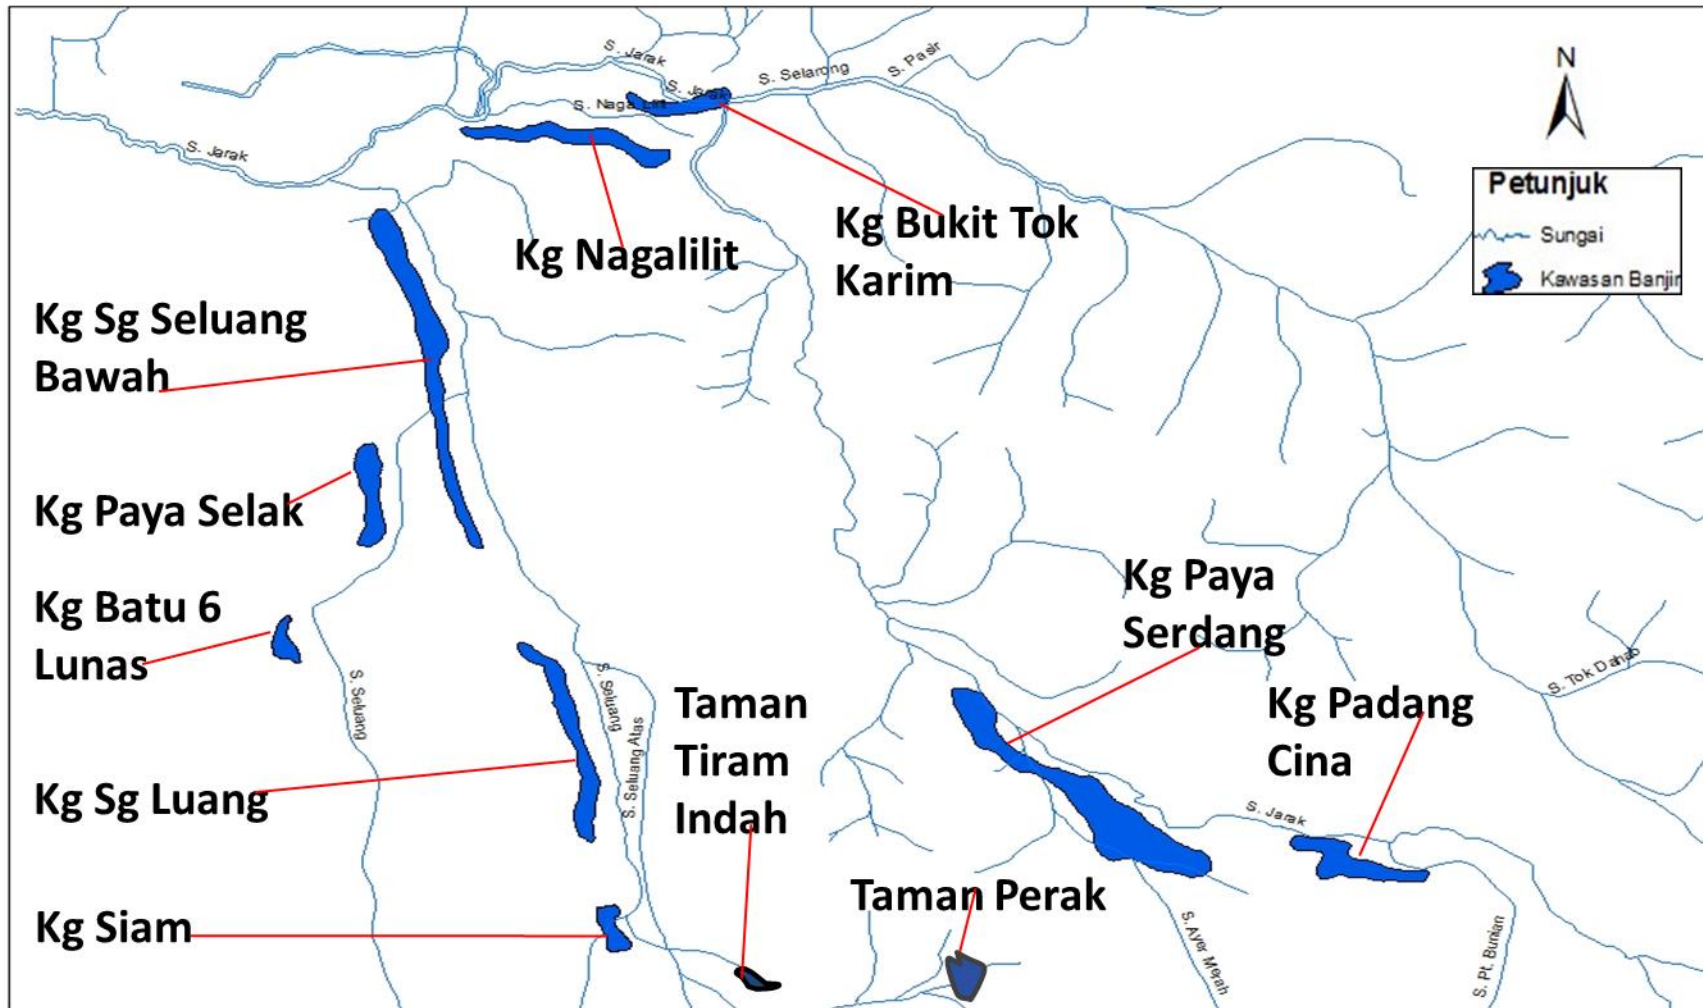 S. Jarak
S. Pasir
S. Selarong
S. Jarak
S. Naga Lilit
S. Jarak
N
Petunjuk
Sungai
Kawasan Banjir
Kg Bukit Tok
Karim
Kg Nagalilit
Kg Sg Seluang
Bawah
Kg Paya Selak
Kg Batu 6
Lunas
Kg Paya
Serdang
S. Tok Dahab
S. Seluang
S. Seluang
S. Seluang Atas
Taman
Tiram
Indah
Kg Padang
Cina
Kg Sg Luang
S. Jarak
Taman Perak
Kg Siam
S. Ayer Merah
S. Pt. Bunian